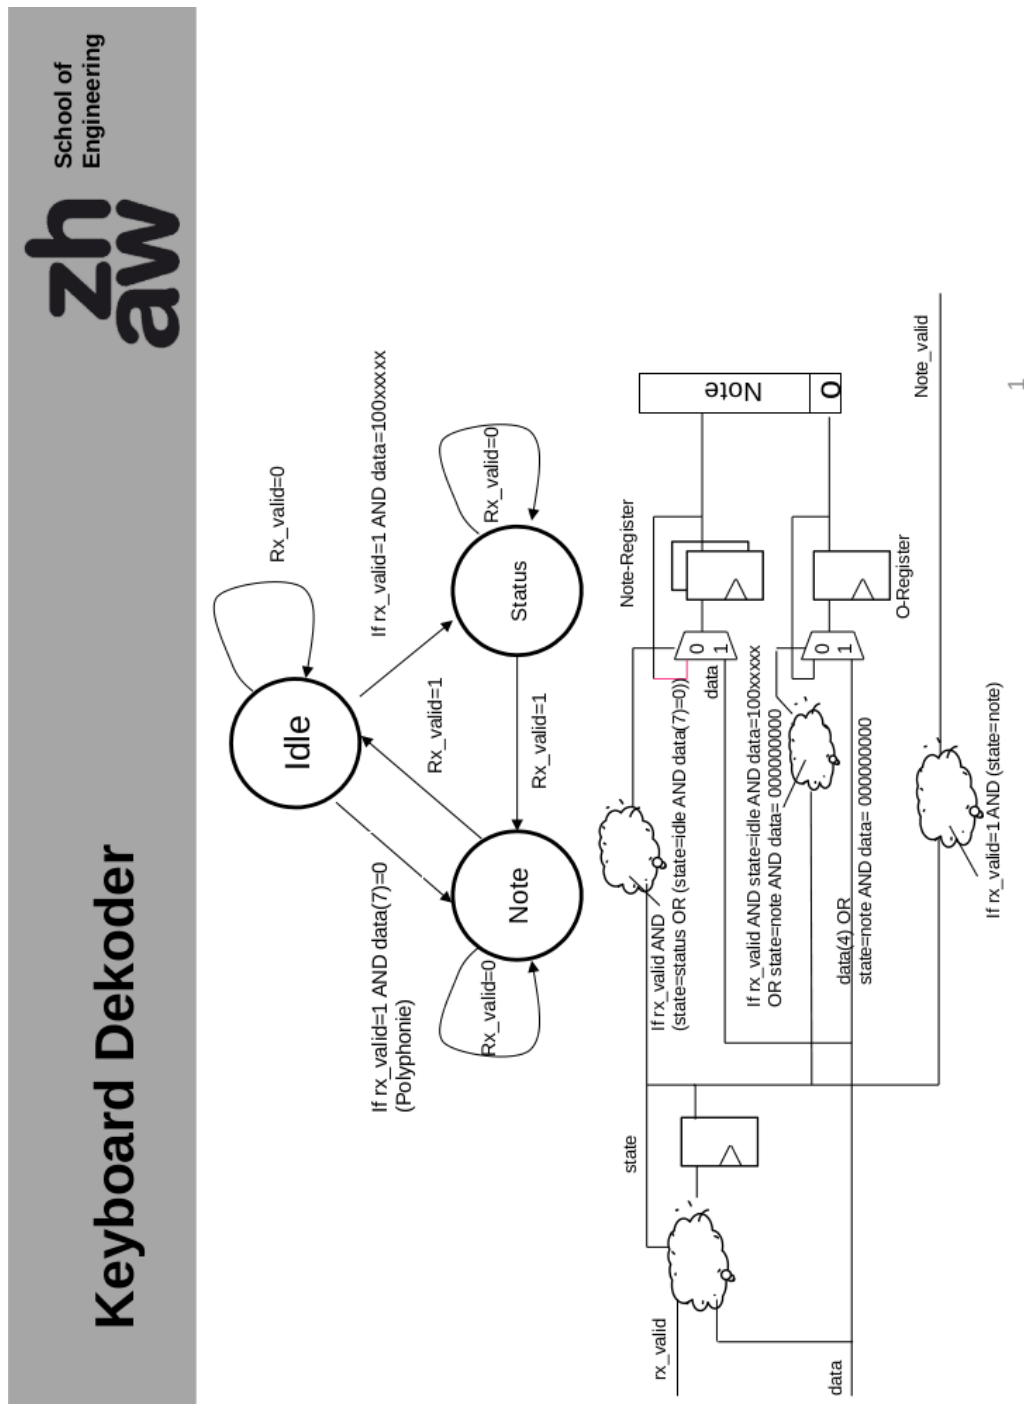 Keyboard Dekoder
zh
aw
School of
Engineering
Rx_valid=0
Idle
If rx_valid=1 AND data(7)=0
(Polyphonie)
If rx_valid=1 AND data=100xxxxx
Rx_valid=1
Rx_valid=0
Note
Rx_valid=1
Status
Rx_valid=0
rx_valid
data
state
If rx_valid AND
(state=status OR (state=idle AND data(7)=0))
data
0
1
Note-Register
Note
If rx_valid AND state=idle AND data=100xxxxx
OR state=note AND data= 000000000
data(4) OR
state=note AND data= 000000000
0
1
O-Register
O
If rx_valid=1 AND (state=note)
Note_valid
1